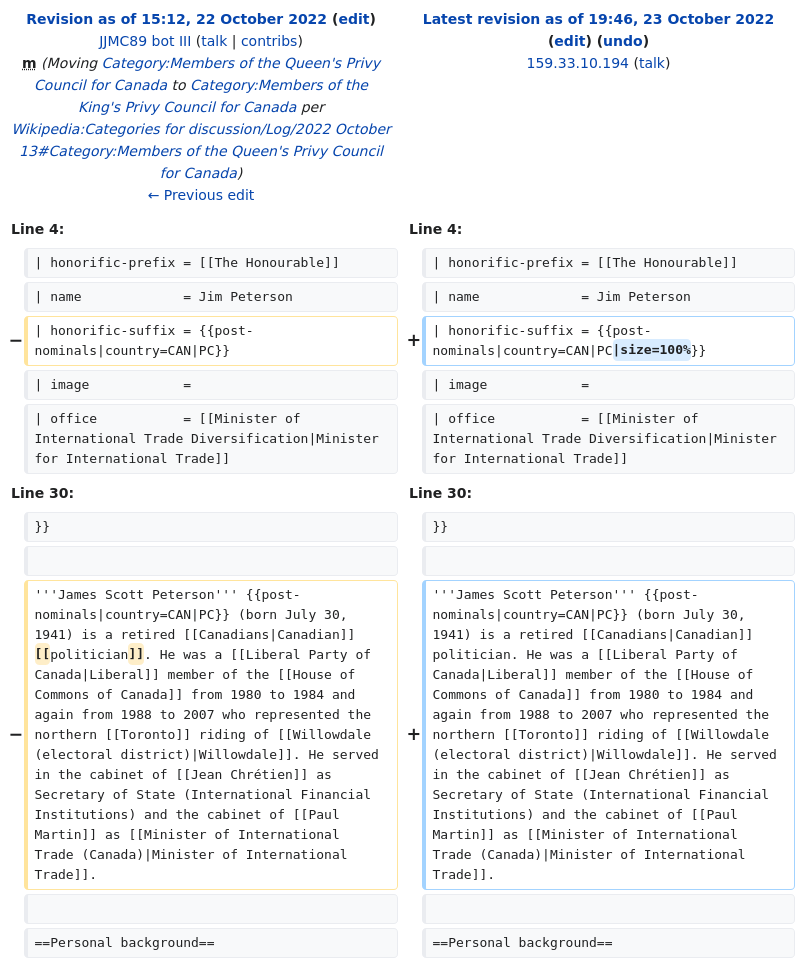 Revision as of 15:12, 22 October 2022 (edit)
JJMC89 bot III (talk | contribs)
m (Moving Category:Members of the Queen's Privy
Council for Canada to Category:Members of the
King's Privy Council for Canada per
Wikipedia:Categories for discussion/Log/2022 October
13#Category:Members of the Queen's Privy Council
for Canada)
← Previous edit
Latest revision as of 19:46, 23 October 2022
(edit) (undo)
159.33.10.194 (talk)
Line 4:
Line 4:
| honorific-prefix = [[The Honourable]]
| honorific-prefix = [[The Honourable]]
| name             = Jim Peterson
| name             = Jim Peterson
− | honorific-suffix = {{post-
nominals|country=CAN|PC}}
+ | honorific-suffix = {{post-
nominals|country=CAN|PC|size=100%}}
| image            =
| image            =
| office           = [[Minister of
International Trade Diversification|Minister
for International Trade]]
| office           = [[Minister of
International Trade Diversification|Minister
for International Trade]]
Line 30:
Line 30:
}}
}}
− '''James Scott Peterson''' {{post-
nominals|country=CAN|PC}} (born July 30,
1941) is a retired [[Canadians|Canadian]]
[[politician]]. He was a [[Liberal Party of
Canada|Liberal]] member of the [[House of
Commons of Canada]] from 1980 to 1984 and
again from 1988 to 2007 who represented the
northern [[Toronto]] riding of [[Willowdale
(electoral district)|Willowdale]]. He served
in the cabinet of [[Jean Chrétien]] as
Secretary of State (International Financial
Institutions) and the cabinet of [[Paul
Martin]] as [[Minister of International
Trade (Canada)|Minister of International
Trade]].
+ '''James Scott Peterson''' {{post-
nominals|country=CAN|PC}} (born July 30,
1941) is a retired [[Canadians|Canadian]]
politician. He was a [[Liberal Party of
Canada|Liberal]] member of the [[House of
Commons of Canada]] from 1980 to 1984 and
again from 1988 to 2007 who represented the
northern [[Toronto]] riding of [[Willowdale
(electoral district)|Willowdale]]. He served
in the cabinet of [[Jean Chrétien]] as
Secretary of State (International Financial
Institutions) and the cabinet of [[Paul
Martin]] as [[Minister of International
Trade (Canada)|Minister of International
Trade]].
==Personal background==
==Personal background==